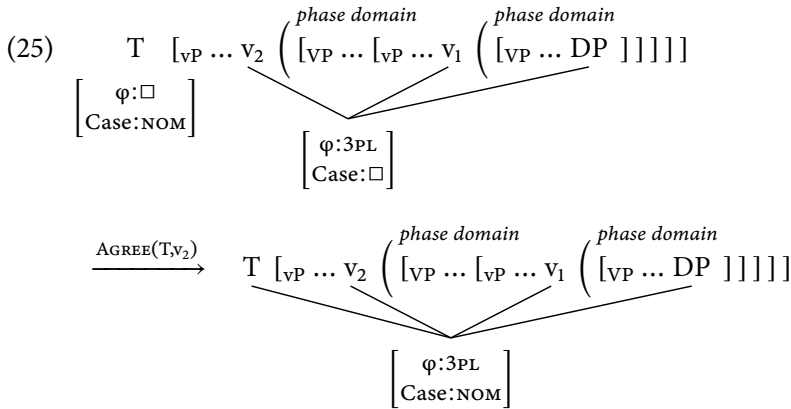 phase domain phase domain
(25) T [vP ... v2 ( [VP ... [vP ... v1 ( [VP ... DP ] ] ] ] ]
[ φ:□ Case:NOM ]
[ φ:3PL Case:□ ]
phase domain phase domain
AGREE(T,v2) → T [vP ... v2 ( [VP ... [vP ... v1 ( [VP ... DP ] ] ] ] ]
[ φ:3PL Case:NOM ]